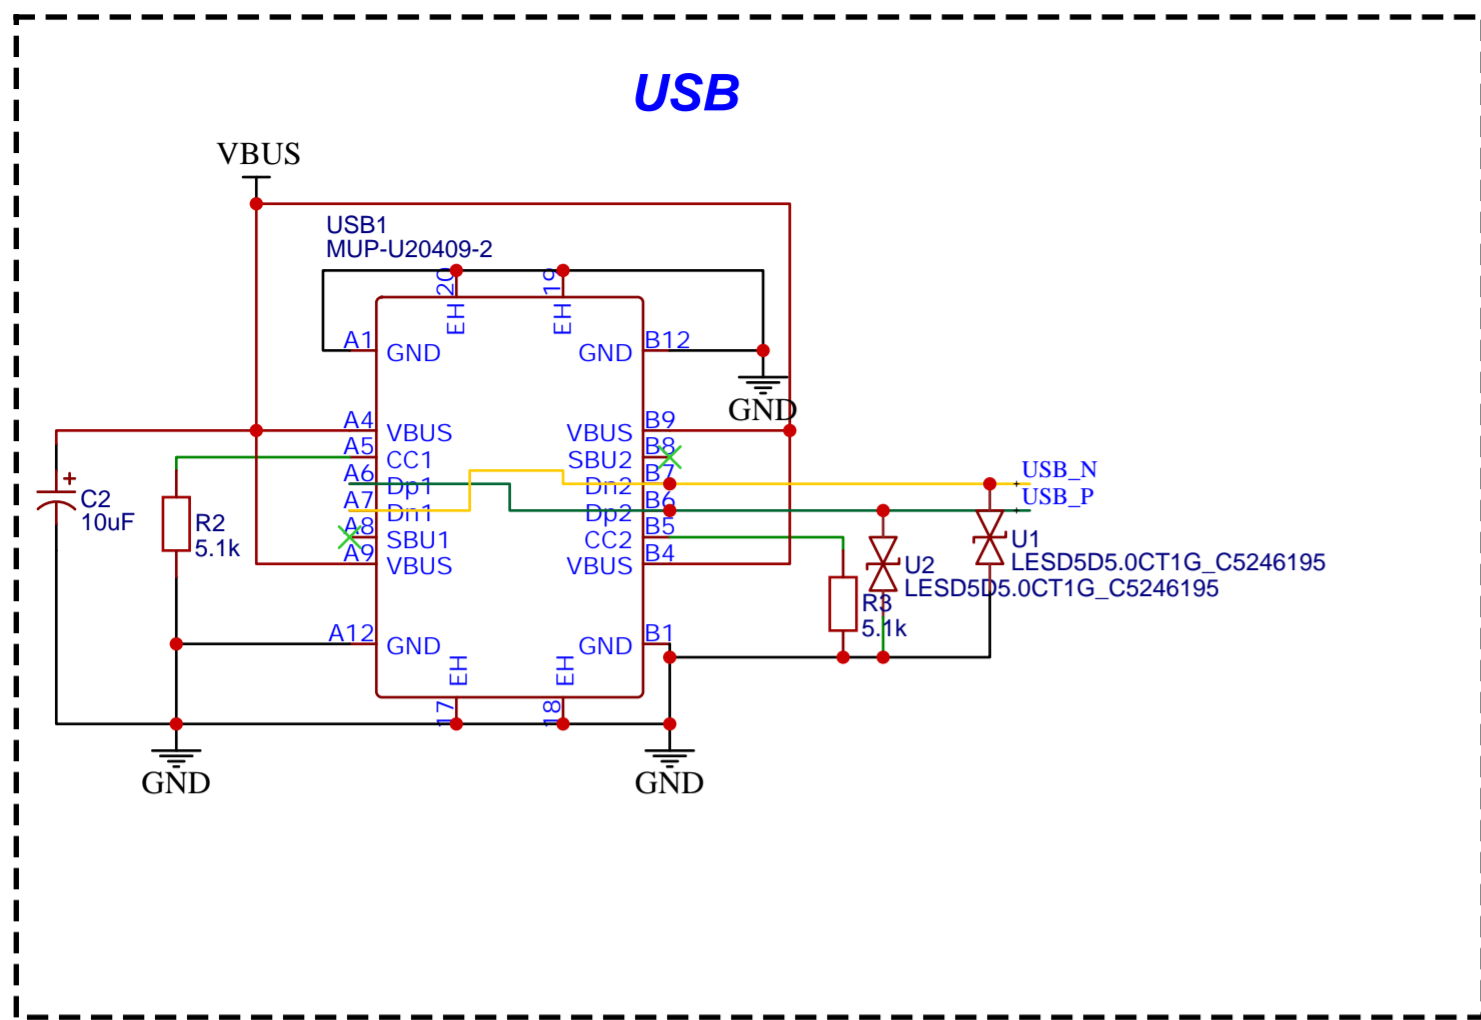 USB
VBUS
USB1
MUP-U20409-2
20
19
EH
EH
A1
GND
GND
B12
GND
A4
VBUS
VBUS
B9
A5
CC1
SBU2
B8
A6
Dp1
Dn2
B7
USB_N
A7
Dn1
Dp2
B6
USB_P
A8
SBU1
CC2
B5
A9
VBUS
VBUS
B4
+
C2
10uF
R2
5.1k
U1
LESD5D5.0CT1G_C5246195
U2
LESD5D5.0CT1G_C5246195
R3
5.1k
A12
GND
GND
B1
EH
EH
17
18
GND
GND